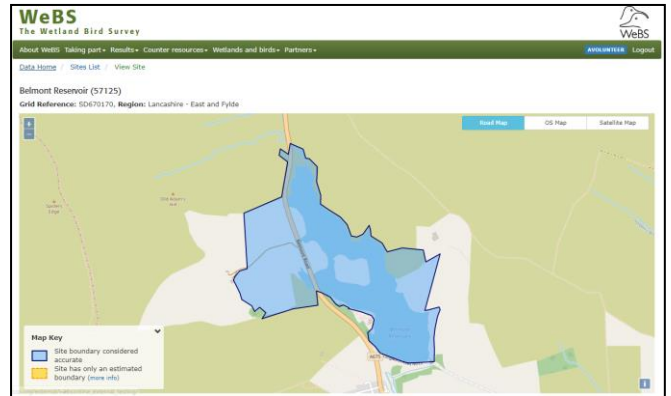 WeBS
The Wetland Bird Survey
WeBS
About WeBS Taking part Results Counter resources Wetlands and birds Partners
AVOLUNTEER Logout
Data Home / Sites List / View Site
Belmont Reservoir (57125)
Grid Reference: SD670170, Region: Lancashire - East and Fylde
+
−
Road Map OS Map Satellite Map
Map Key
Site boundary considered
accurate
Site has only an estimated
boundary (more info)
i